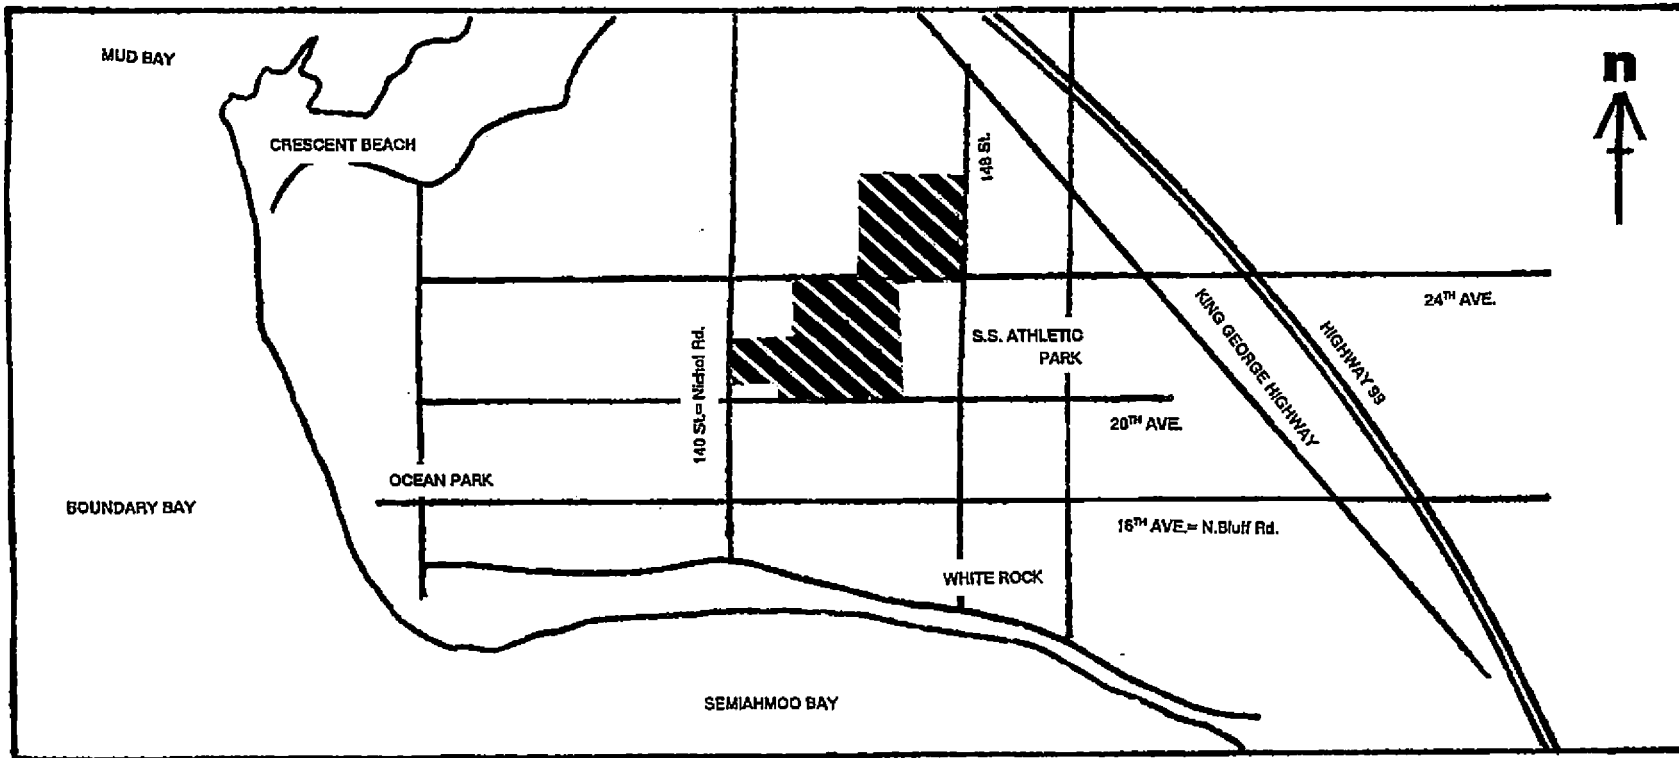 MUD BAY
n
CRESCENT BEACH
148 St.
24TH AVE.
KING GEORGE HIGHWAY
HIGHWAY 99
S.S. ATHLETIC
PARK
140 St.= Nichol Rd.
20TH AVE.
OCEAN PARK
BOUNDARY BAY
16TH AVE.= N.Bluff Rd.
WHITE ROCK
SEMIAHMOO BAY